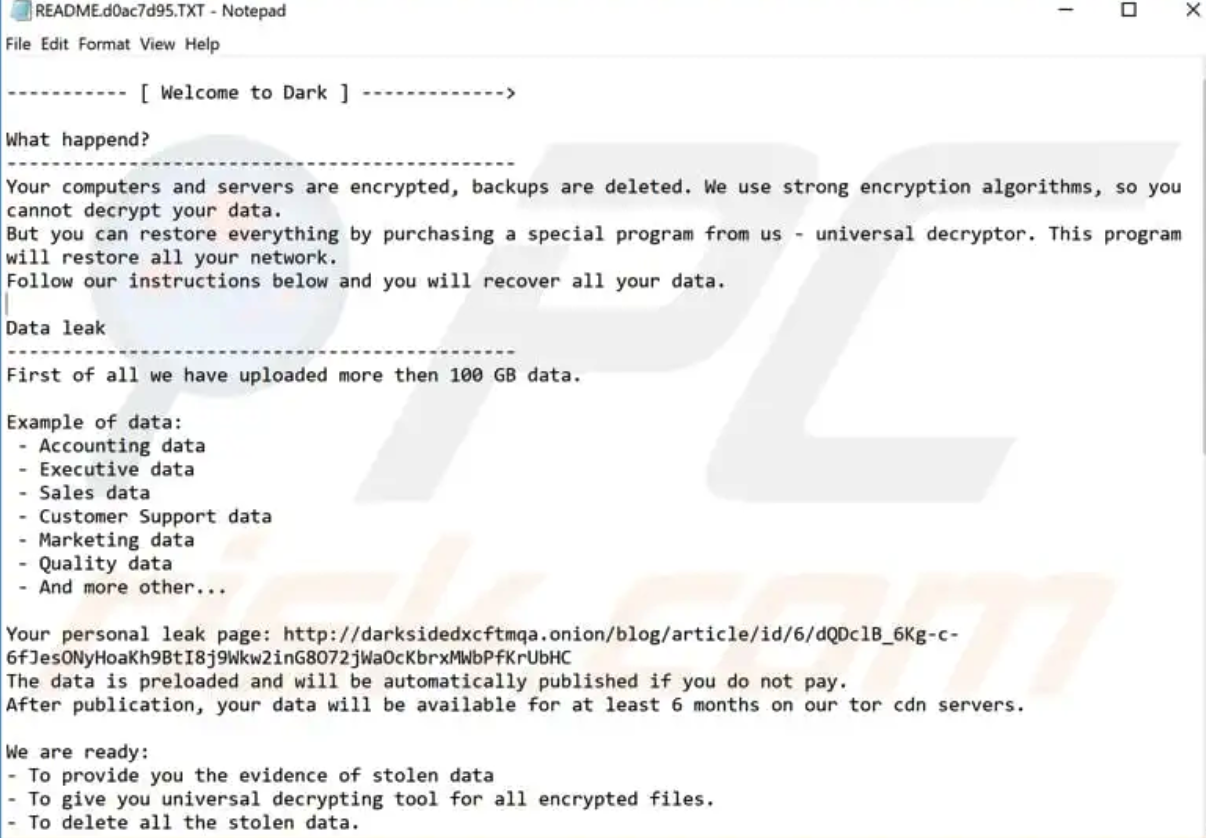 README.d0ac7d95.TXT - Notepad
File Edit Format View Help
----------- [ Welcome to Dark ] ------------->
What happend?
----------------------------------------------
Your computers and servers are encrypted, backups are deleted. We use strong encryption algorithms, so you
cannot decrypt your data.
But you can restore everything by purchasing a special program from us - universal decryptor. This program
will restore all your network.
Follow our instructions below and you will recover all your data.
Data leak
----------------------------------------------
First of all we have uploaded more then 100 GB data.
Example of data:
- Accounting data
- Executive data
- Sales data
- Customer Support data
- Marketing data
- Quality data
- And more other...
Your personal leak page: http://darksidedxcftmqa.onion/blog/article/id/6/dQDclB_6Kg-c-
6fJesONyHoaKh9BtI8j9Wkw2inG8O72jWaOcKbrxMWbPfKrUbHC
The data is preloaded and will be automatically published if you do not pay.
After publication, your data will be available for at least 6 months on our tor cdn servers.
We are ready:
- To provide you the evidence of stolen data
- To give you universal decrypting tool for all encrypted files.
- To delete all the stolen data.
PC
risk.com